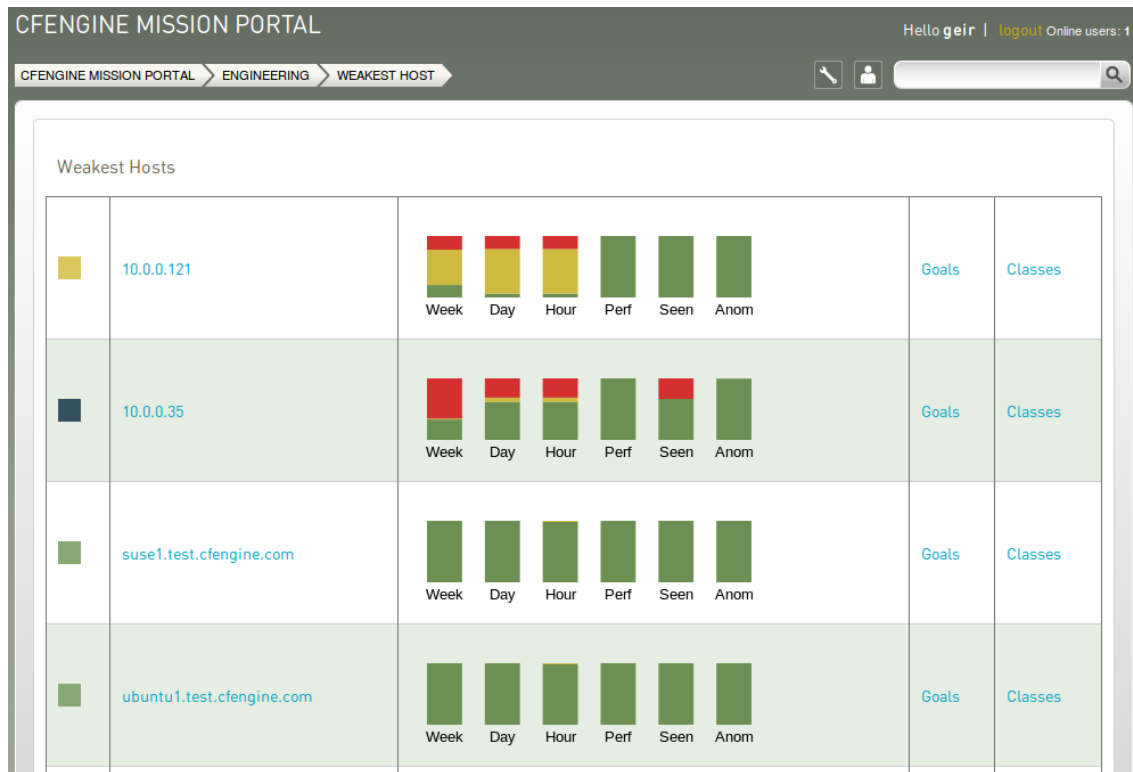 CFENGINE MISSION PORTAL
Hello geir | logout Online users: 1
CFENGINE MISSION PORTAL ENGINEERING WEAKEST HOST
Weakest Hosts
10.0.0.121
Week Day Hour Perf Seen Anom
Goals
Classes
10.0.0.35
Week Day Hour Perf Seen Anom
Goals
Classes
suse1.test.cfengine.com
Week Day Hour Perf Seen Anom
Goals
Classes
ubuntu1.test.cfengine.com
Week Day Hour Perf Seen Anom
Goals
Classes